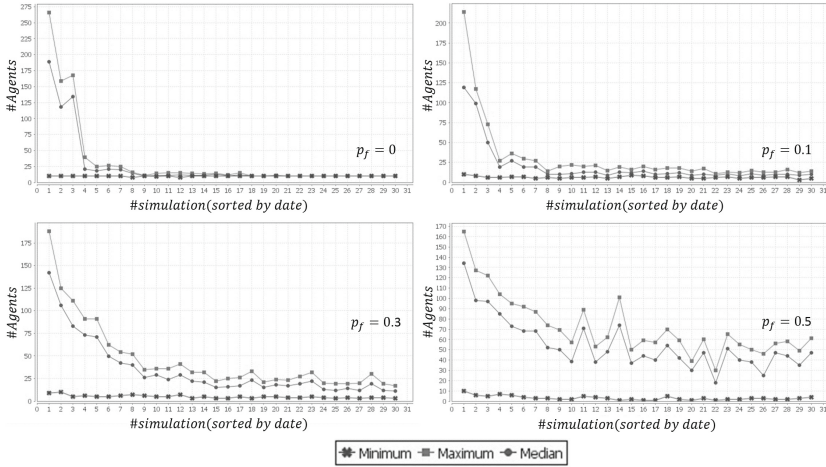 275
250
225
200
175
150
125
100
75
50
25
0
#Agents
p_f = 0
0 1 2 3 4 5 6 7 8 9 10 11 12 13 14 15 16 17 18 19 20 21 22 23 24 25 26 27 28 29 30 31
#simulation(sorted by date)
200
175
150
125
100
75
50
25
0
#Agents
p_f = 0.1
0 1 2 3 4 5 6 7 8 9 10 11 12 13 14 15 16 17 18 19 20 21 22 23 24 25 26 27 28 29 30 31
#simulation(sorted by date)
175
150
125
100
75
50
25
0
#Agents
p_f = 0.3
0 1 2 3 4 5 6 7 8 9 10 11 12 13 14 15 16 17 18 19 20 21 22 23 24 25 26 27 28 29 30 31
#simulation(sorted by date)
170
160
150
140
130
120
110
100
90
80
70
60
50
40
30
20
10
0
#Agents
p_f = 0.5
0 1 2 3 4 5 6 7 8 9 10 11 12 13 14 15 16 17 18 19 20 21 22 23 24 25 26 27 28 29 30 31
#simulation(sorted by date)
Minimum Maximum Median